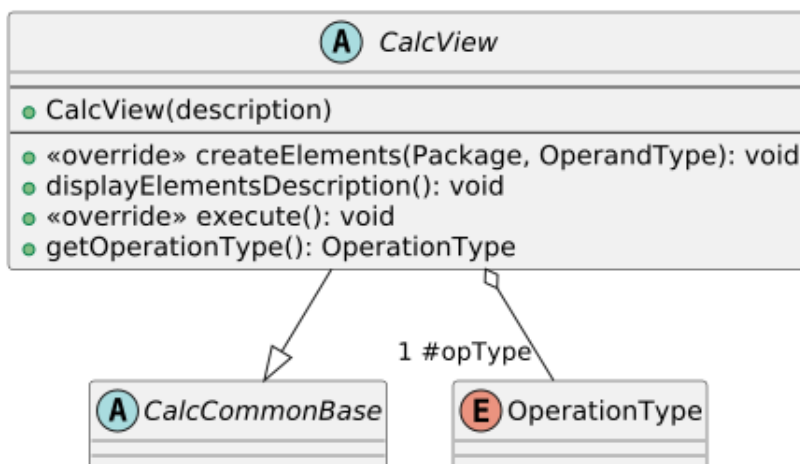 A CalcView
CalcView(description)
«override» createElements(Package, OperandType): void
displayElementsDescription(): void
«override» execute(): void
getOperationType(): OperationType
1 #opType
A CalcCommonBase
E OperationType